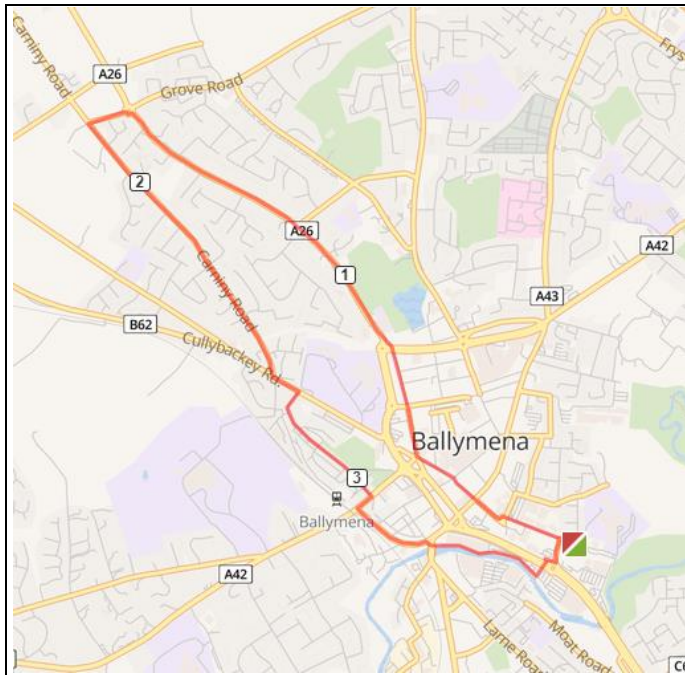 Frys
Carniny Road
A26
Grove Road
2
A26
A42
1
A43
Carniny Road
B62
Cullybackey Rd.
Ballymena
3
Ballymena
A42
Larne Road
Moat Road
C6